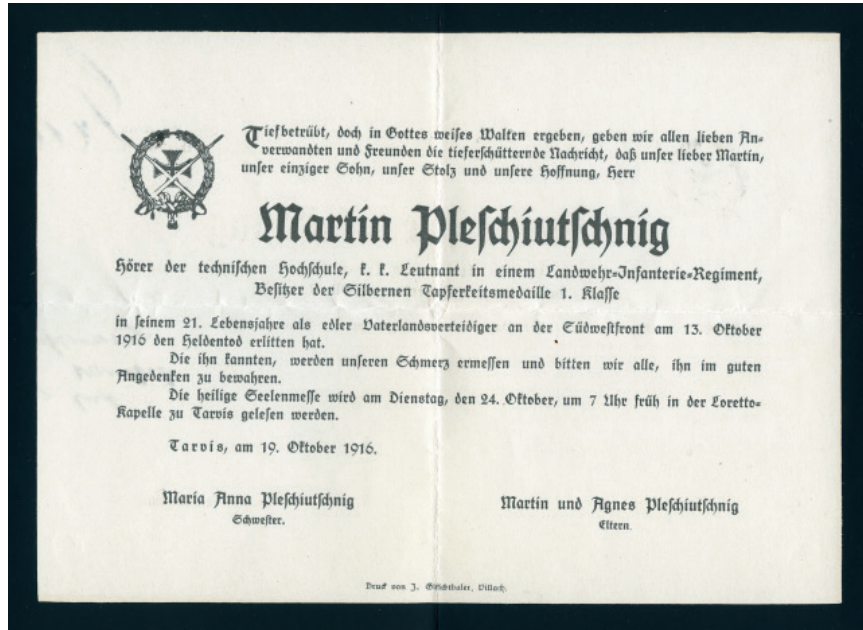 Tiefbetrübt, doch in Gottes weises Walten ergeben, geben wir allen lieben An-
verwandten und Freunden die tieferschütternde Nachricht, daß unser lieber Martin,
unser einziger Sohn, unser Stolz und unsere Hoffnung, Herr
Martin Pleschiutschnig
Hörer der technischen Hochschule, k. k. Leutnant in einem Landwehr-Infanterie-Regiment,
Besitzer der Silbernen Tapferkeitsmedaille 1. Klasse
in seinem 21. Lebensjahre als edler Vaterlandsverteidiger an der Südwestfront am 13. Oktober
1916 den Heldentod erlitten hat.
Die ihn kannten, werden unseren Schmerz ermessen und bitten wir alle, ihn im guten
Angedenken zu bewahren.
Die heilige Seelenmesse wird am Dienstag, den 24. Oktober, um 7 Uhr früh in der Loretto-
Kapelle zu Tarvis gelesen werden.
Tarvis, am 19. Oktober 1916.
Maria Anna Pleschiutschnig
Schwester.
Martin und Agnes Pleschiutschnig
Eltern.
Druck von J. Villach.